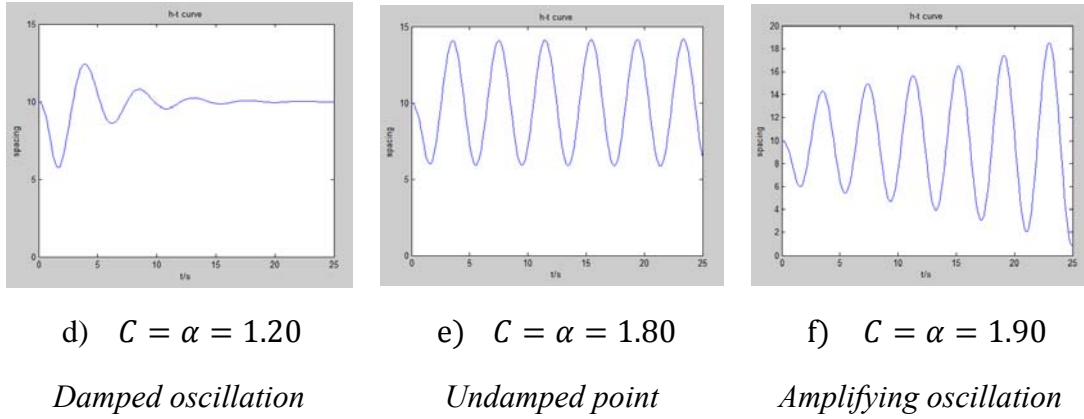 h-t curve
15
10
5
0
0 5 10 15 20 25
spacing
t/s
h-t curve
15
10
5
0
0 5 10 15 20 25
spacing
t/s
h-t curve
20
18
16
14
12
10
8
6
4
2
0
0 5 10 15 20 25
spacing
t/s
d) C = α = 1.20
e) C = α = 1.80
f) C = α = 1.90
Damped oscillation
Undamped point
Amplifying oscillation